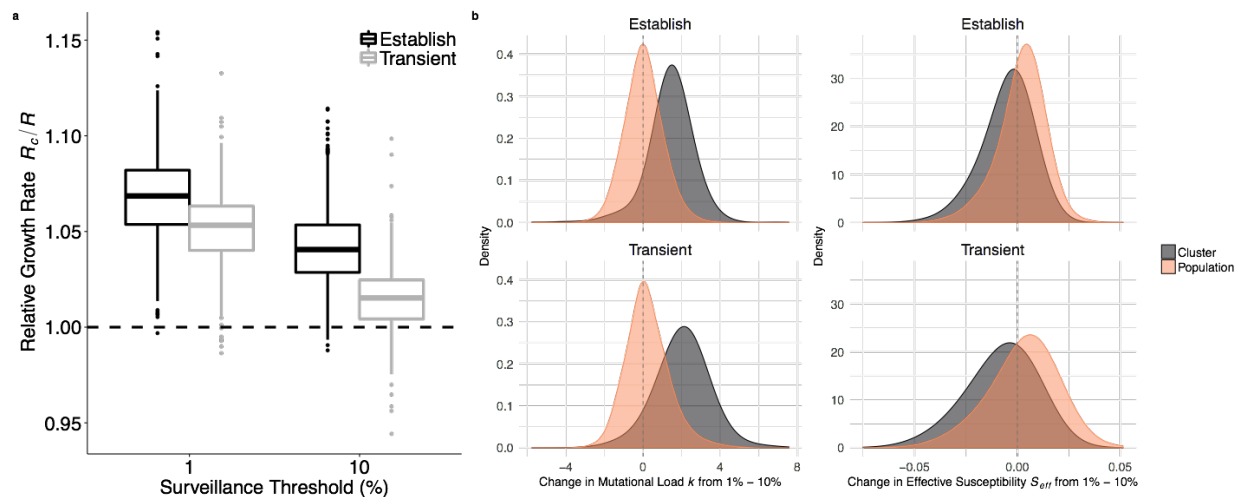 a
1.15
1.10
1.05
1.00
0.95
Relative Growth Rate R_c / R
Establish
Transient
1
10
Surveillance Threshold (%)
b
Establish
Establish
0.4
0.3
0.2
0.1
0.0
30
20
10
0
Transient
Transient
0.4
0.3
0.2
0.1
0.0
30
20
10
0
Density
Density
-4
0
4
8
-0.05
0.00
0.05
Change in Mutational Load k from 1% - 10%
Change in Effective Susceptibility S_eff from 1% - 10%
Cluster
Population